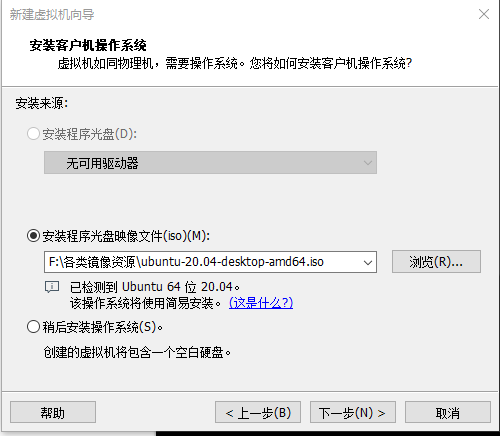 新建虚拟机向导
安装客户机操作系统
虚拟机如同物理机，需要操作系统。您将如何安装客户机操作系统?
安装来源:
安装程序光盘(D):
无可用驱动器
安装程序光盘映像文件(iso)(M):
F:\各类镜像资源\ubuntu-20.04-desktop-amd64.iso
浏览(R)...
已检测到 Ubuntu 64 位 20.04。
该操作系统将使用简易安装。 (这是什么?)
稍后安装操作系统(S)。
创建的虚拟机将包含一个空白硬盘。
帮助
< 上一步(B)
下一步(N) >
取消